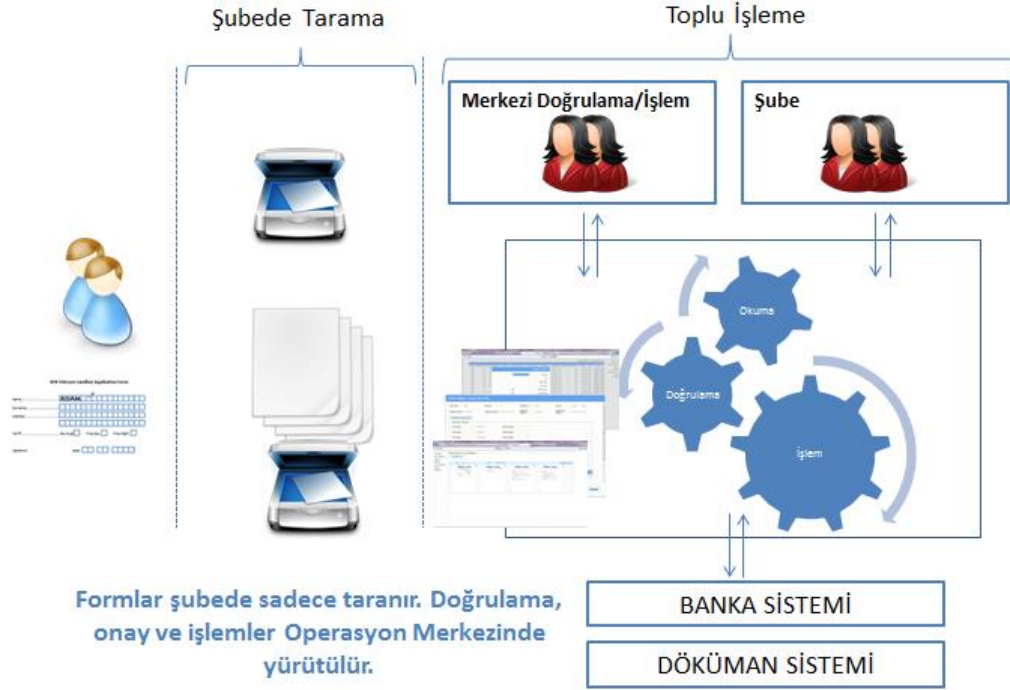 Şubede Tarama
Toplu İşleme
Merkezi Doğrulama/İşlem
Şube
Okuma
Doğrulama
İşlem
Formlar şubede sadece taranır. Doğrulama,
onay ve işlemler Operasyon Merkezinde
yürütülür.
BANKA SİSTEMİ
DÖKÜMAN SİSTEMİ